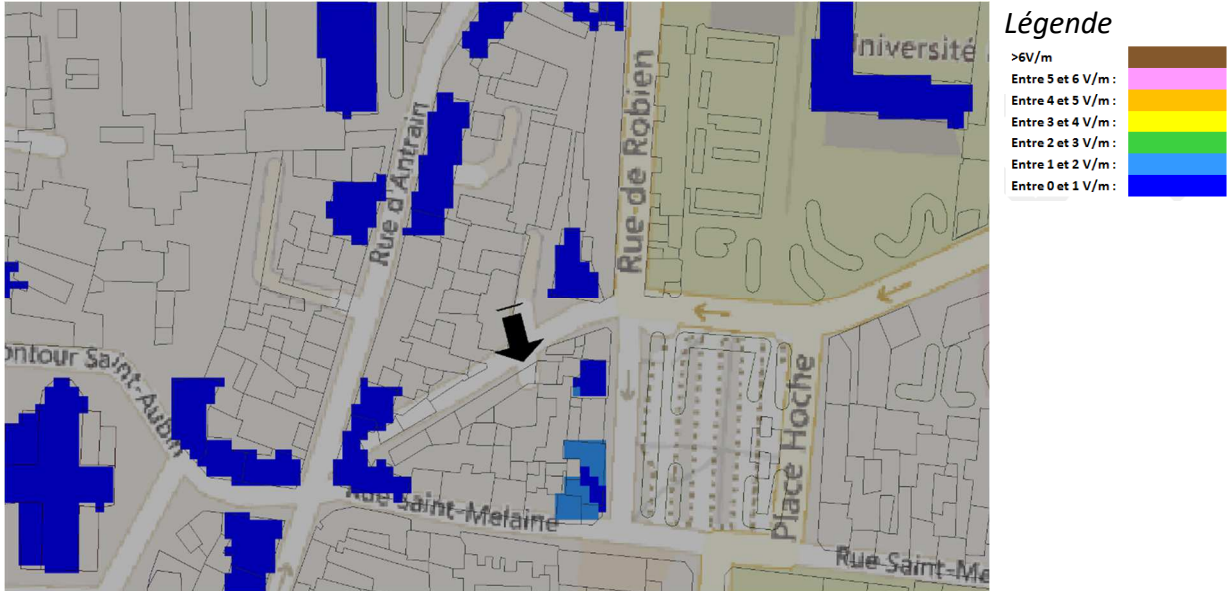 Légende
>6V/m
Entre 5 et 6 V/m :
Entre 4 et 5 V/m :
Entre 3 et 4 V/m :
Entre 2 et 3 V/m :
Entre 1 et 2 V/m :
Entre 0 et 1 V/m :
Université
Rue de Robien
Rue d'Antrain
ontour Saint-Aubin
Place Hoche
Rue Saint-Melaine
Rue Saint-Me